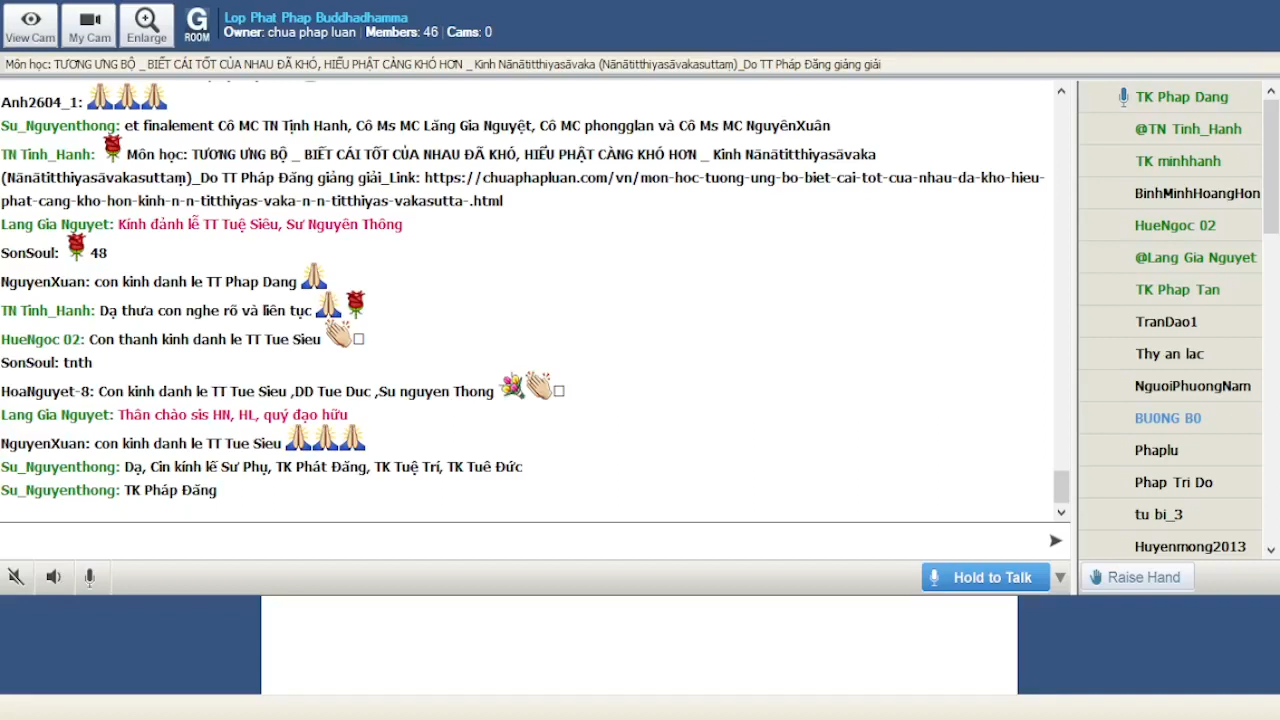 View Cam
My Cam
Enlarge
G
ROOM
Lop Phat Phap Buddhadhamma
Owner: chua phap luan | Members: 46 | Cams: 0
Môn học: TƯƠNG ƯNG BỘ _ BIẾT CÁI TỐT CỦA NHAU ĐÃ KHÓ, HIỂU PHẬT CÀNG KHÓ HƠN _ Kinh Nānātitthiyasāvaka (Nānātitthiyasāvakasuttaṃ)_Do TT Pháp Đăng giảng giải
Anh2604_1:
Su_Nguyenthong: et finalement Cô MC TN Tịnh Hanh, Cô Ms MC Lăng Gia Nguyệt, Cô MC phongglan và Cô Ms MC NguyênXuân
TN Tinh_Hanh: Môn học: TƯƠNG ƯNG BỘ _ BIẾT CÁI TỐT CỦA NHAU ĐÃ KHÓ, HIỂU PHẬT CÀNG KHÓ HƠN _ Kinh Nānātitthiyasāvaka
(Nānātitthiyasāvakasuttaṃ)_Do TT Pháp Đăng giảng giải_Link: https://chuaphapluan.com/vn/mon-hoc-tuong-ung-bo-biet-cai-tot-cua-nhau-da-kho-hieu-
phat-cang-kho-hon-kinh-n-n-titthiyas-vaka-n-n-titthiyas-vakasutta-.html
Lang Gia Nguyet: Kính đảnh lễ TT Tuệ Siêu, Sư Nguyên Thông
SonSoul: 48
NguyenXuan: con kinh danh le TT Phap Dang
TN Tinh_Hanh: Dạ thưa con nghe rõ và liên tục
HueNgoc 02: Con thanh kinh danh le TT Tue Sieu
SonSoul: tnth
HoaNguyet-8: Con kinh danh le TT Tue Sieu ,DD Tue Duc ,Su nguyen Thong
Lang Gia Nguyet: Thân chào sis HN, HL, quý đạo hữu
NguyenXuan: con kinh danh le TT Tue Sieu
Su_Nguyenthong: Dạ, Cin kính lễ Sư Phụ, TK Phát Đăng, TK Tuệ Trí, TK Tuê Đức
Su_Nguyenthong: TK Pháp Đăng
Hold to Talk
TK Phap Dang
@TN Tinh_Hanh
TK minhhanh
BinhMinhHoangHon
HueNgoc 02
@Lang Gia Nguyet
TK Phap Tan
TranDao1
Thy an lac
NguoiPhuongNam
BU0NG B0
Phaplu
Phap Tri Do
tu bi_3
Huyenmong2013
Raise Hand